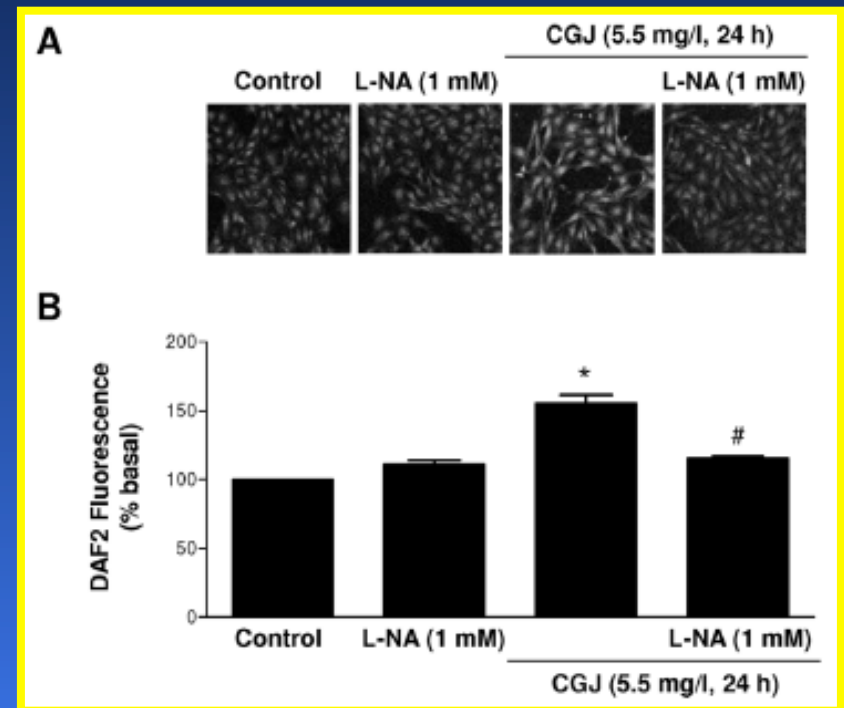 A
CGJ (5.5 mg/l, 24 h)
Control L-NA (1 mM) L-NA (1 mM)
B
DAF2 Fluorescence
(% basal)
200
150
100
50
0
*
#
Control L-NA (1 mM) L-NA (1 mM)
CGJ (5.5 mg/l, 24 h)